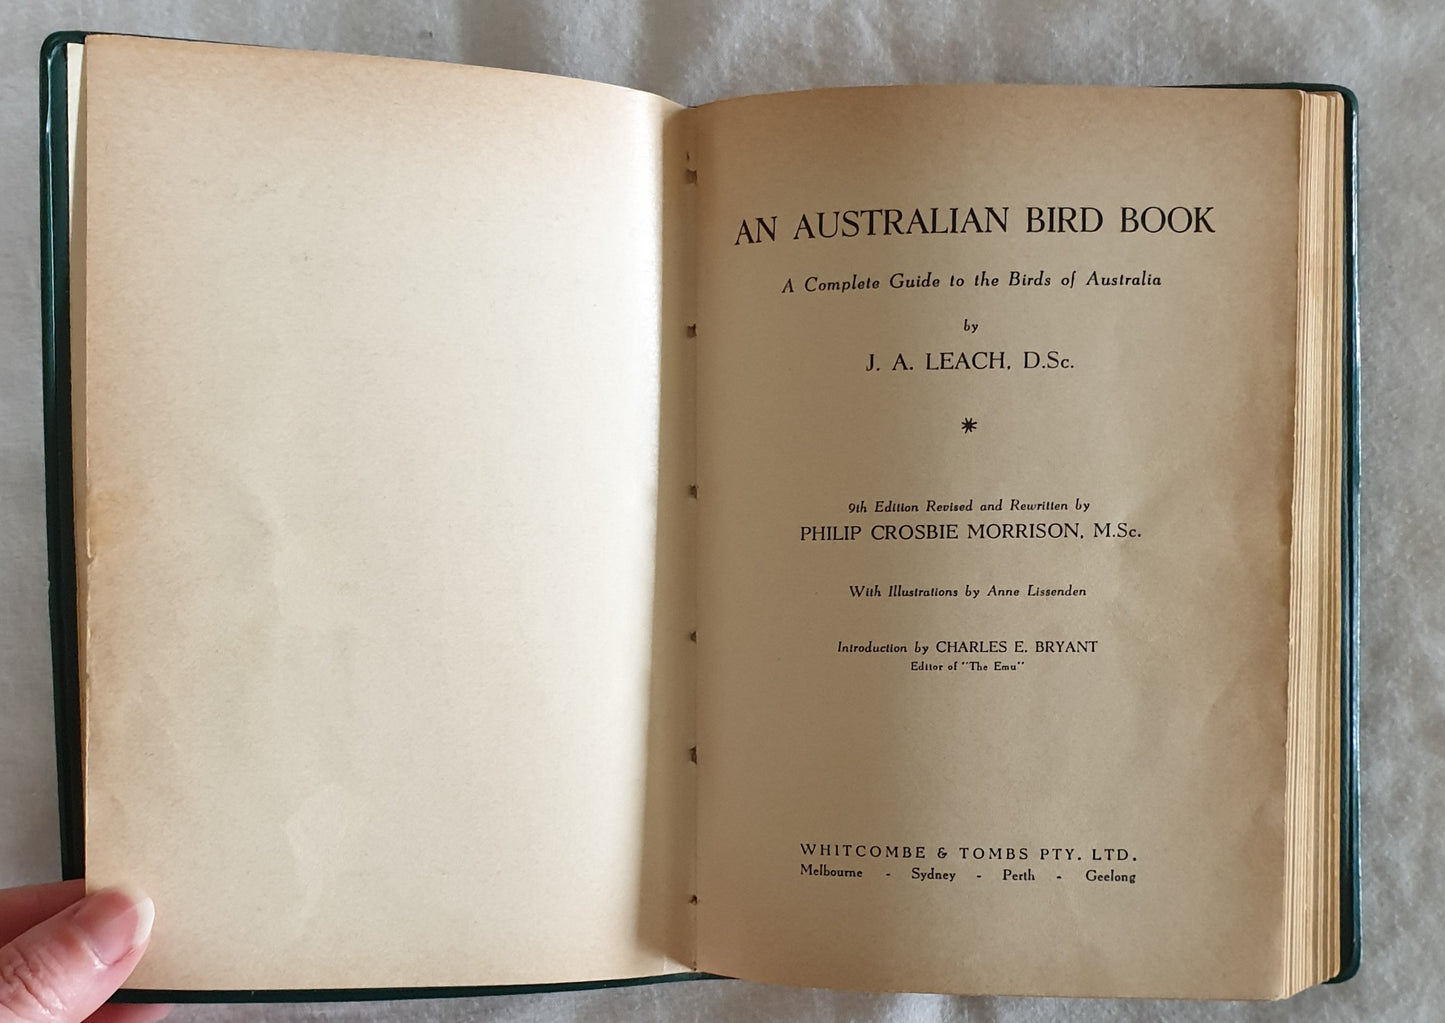 AN AUSTRALIAN BIRD BOOK
A Complete Guide to the Birds of Australia
by
J. A. LEACH, D.Sc.
9th Edition Revised and Rewritten by
PHILIP CROSBIE MORRISON, M.Sc.
With Illustrations by Anne Lissenden
Introduction by CHARLES E. BRYANT
Editor of "The Emu"
WHITCOMBE & TOMBS PTY. LTD.
Melbourne - Sydney - Perth - Geelong